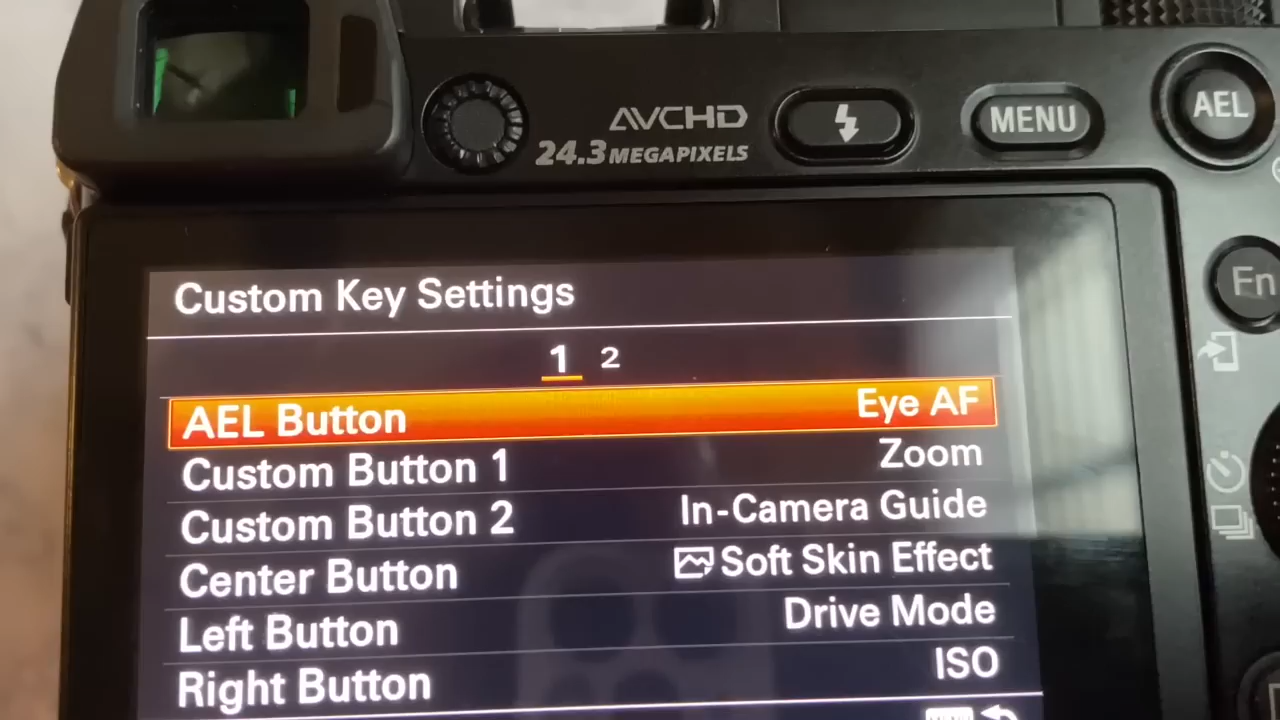 AVCHD
24.3 MEGAPIXELS
MENU
AEL
Fn
Custom Key Settings
1 2
AEL Button Eye AF
Custom Button 1 Zoom
Custom Button 2 In-Camera Guide
Center Button Soft Skin Effect
Left Button Drive Mode
Right Button ISO